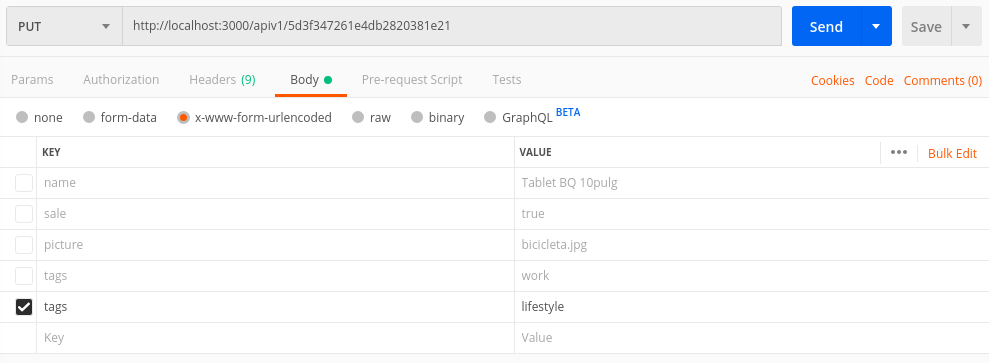 PUT http://localhost:3000/apiv1/5d3f347261e4db2820381e21 Send Save
Params Authorization Headers (9) Body Pre-request Script Tests Cookies Code Comments (0)
none form-data x-www-form-urlencoded raw binary GraphQL BETA
KEY VALUE ••• Bulk Edit
name Tablet BQ 10pulg
sale true
picture bicicleta.jpg
tags work
tags lifestyle
Key Value